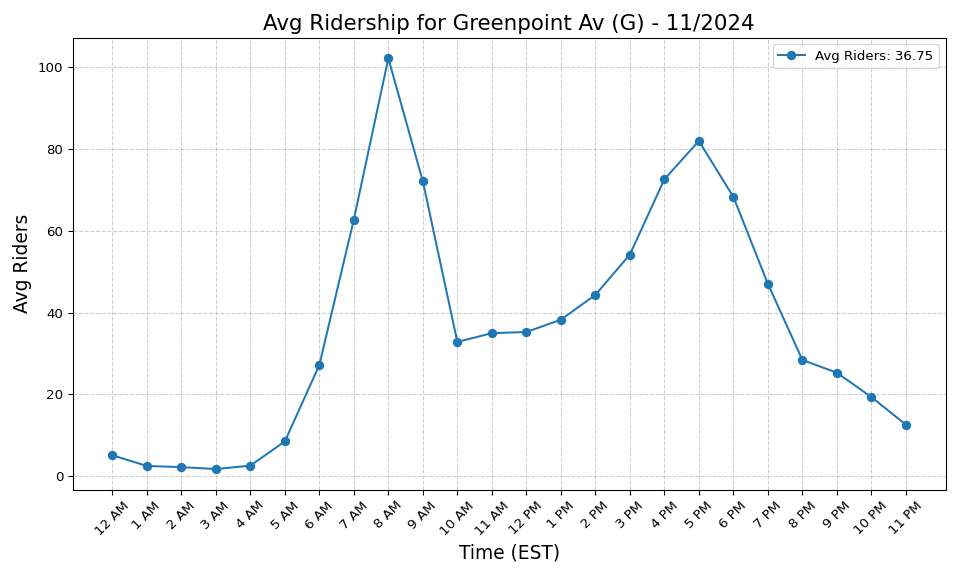 Avg Ridership for Greenpoint Av (G) - 11/2024
Avg Riders: 36.75
Avg Riders
100
80
60
40
20
0
12 AM
1 AM
2 AM
3 AM
4 AM
5 AM
6 AM
7 AM
8 AM
9 AM
10 AM
11 AM
12 PM
1 PM
2 PM
3 PM
4 PM
5 PM
6 PM
7 PM
8 PM
9 PM
10 PM
11 PM
Time (EST)